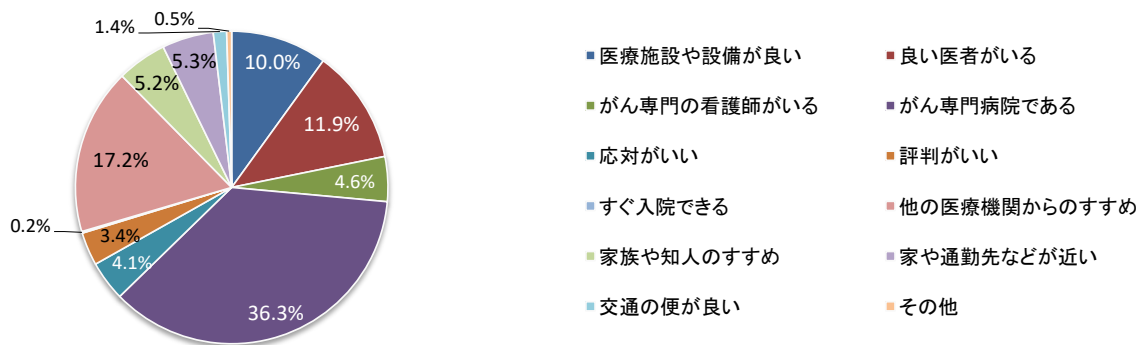 0.5%
1.4%
5.3%
10.0%
5.2%
11.9%
17.2%
4.6%
0.2%
3.4%
4.1%
36.3%
医療施設や設備が良い
良い医者がいる
がん専門の看護師がいる
がん専門病院である
応対がいい
評判がいい
すぐ入院できる
他の医療機関からのすすめ
家族や知人のすすめ
家や通勤先などが近い
交通の便が良い
その他